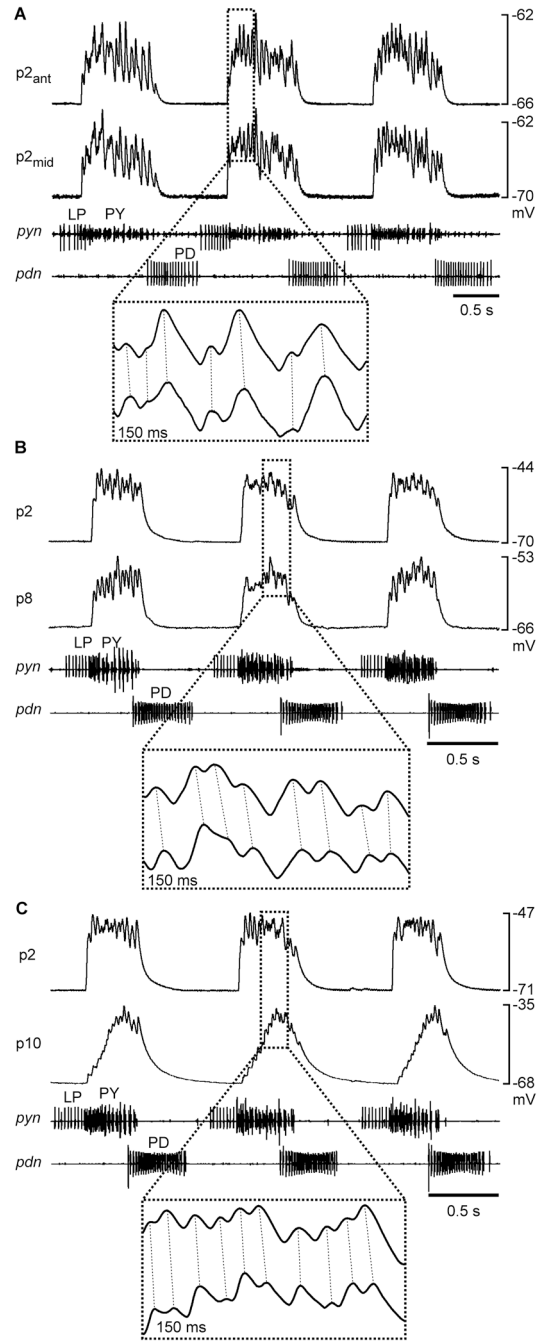 A
-62
p2ant
-66
-62
p2mid
-70
mV
LP PY
pyn
PD
pdn
0.5 s
150 ms
B
-44
p2
-70
-53
p8
-66
mV
LP PY
pyn
PD
pdn
0.5 s
150 ms
C
-47
p2
-71
-35
p10
-68
mV
LP PY
pyn
PD
pdn
0.5 s
150 ms